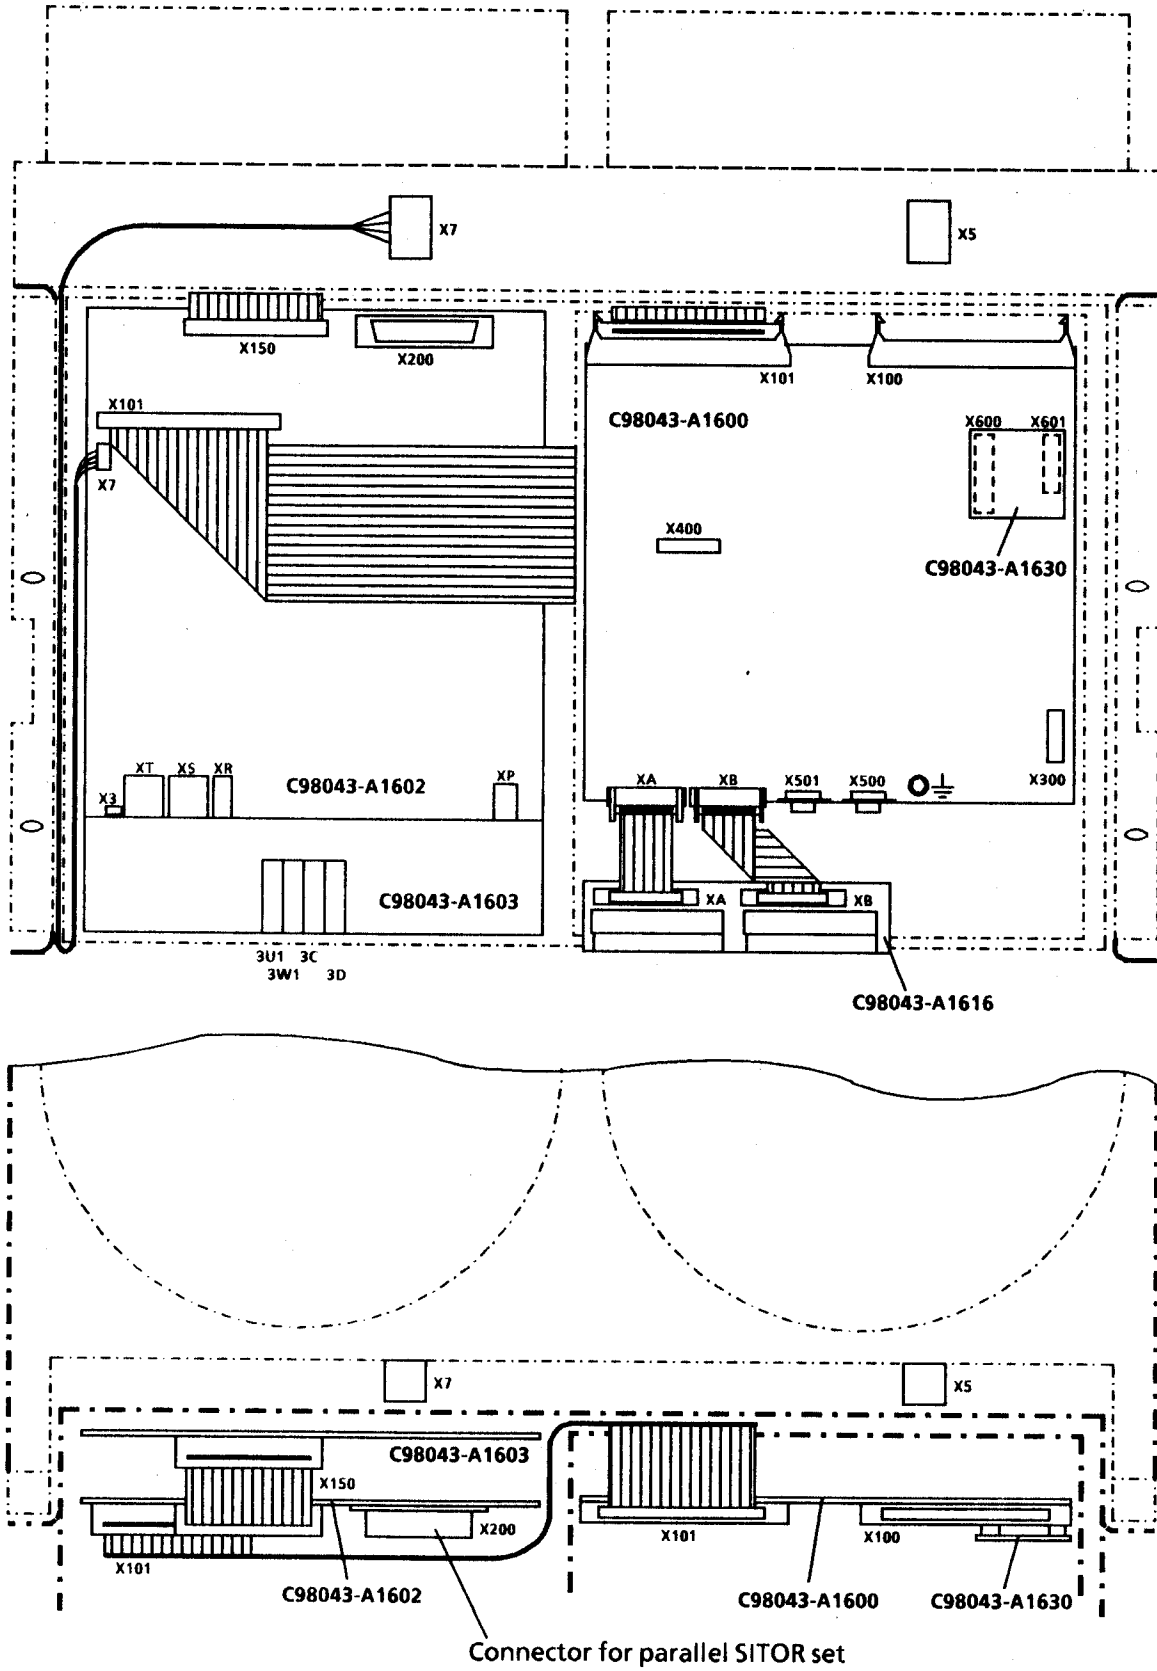 X7
X5
X150
X200
X101
X100
X101
C98043-A1600
X600
X601
X7
X400
C98043-A1630
XT
XS
XR
X3
C98043-A1602
XP
XA
XB
X501
X500
X300
C98043-A1603
XA
XB
3U1
3C
3W1
3D
C98043-A1616
X7
X5
C98043-A1603
X150
X200
X101
X100
X101
C98043-A1602
C98043-A1600
C98043-A1630
Connector for parallel SITOR set